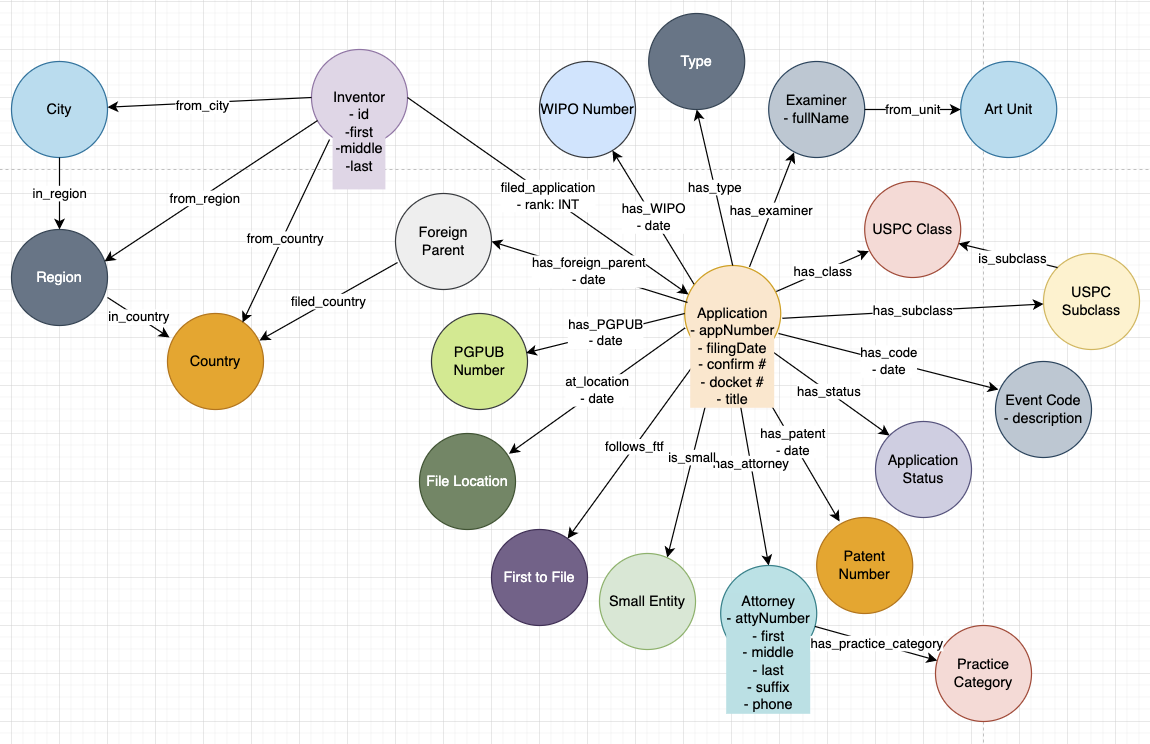 Type
City
from_city
Inventor
- id
-first
-middle
-last
WIPO Number
Examiner
- fullName
from_unit
Art Unit
in_region
from_region
filed_application
- rank: INT
has_type
has_WIPO
- date
has_examiner
USPC Class
is_subclass
Region
from_country
Foreign
Parent
has_foreign_parent
- date
has_class
USPC
Subclass
in_country
filed_country
Application
- appNumber
- filingDate
- confirm #
- docket #
- title
has_subclass
Country
PGPUB
Number
has_PGPUB
- date
has_code
- date
at_location
- date
has_status
Event Code
- description
follows_ftf
is_small
has_attorney
has_patent
- date
Application
Status
File Location
First to File
Small Entity
Patent
Number
Attorney
- attyNumber
- first
- middle
- last
- suffix
- phone
has_practice_category
Practice
Category